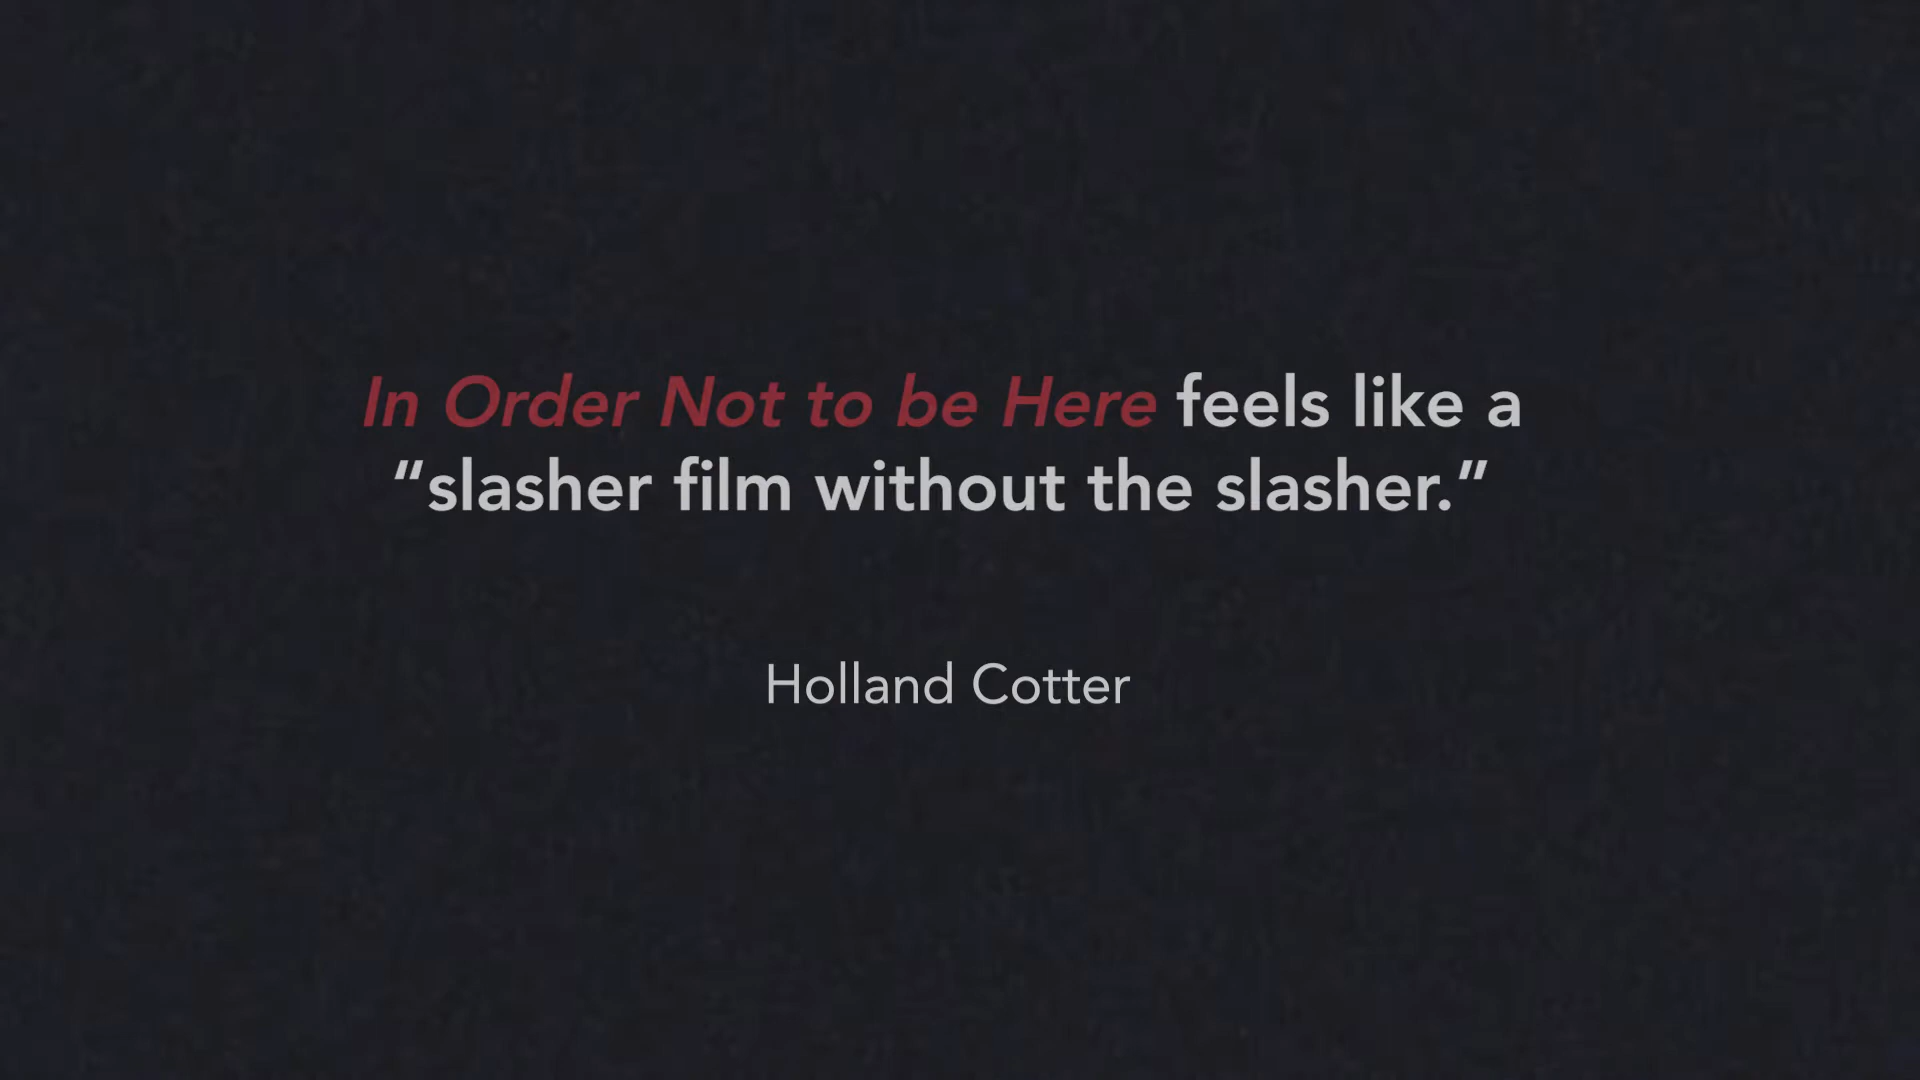 In Order Not to be Here feels like a
“slasher film without the slasher.”
Holland Cotter